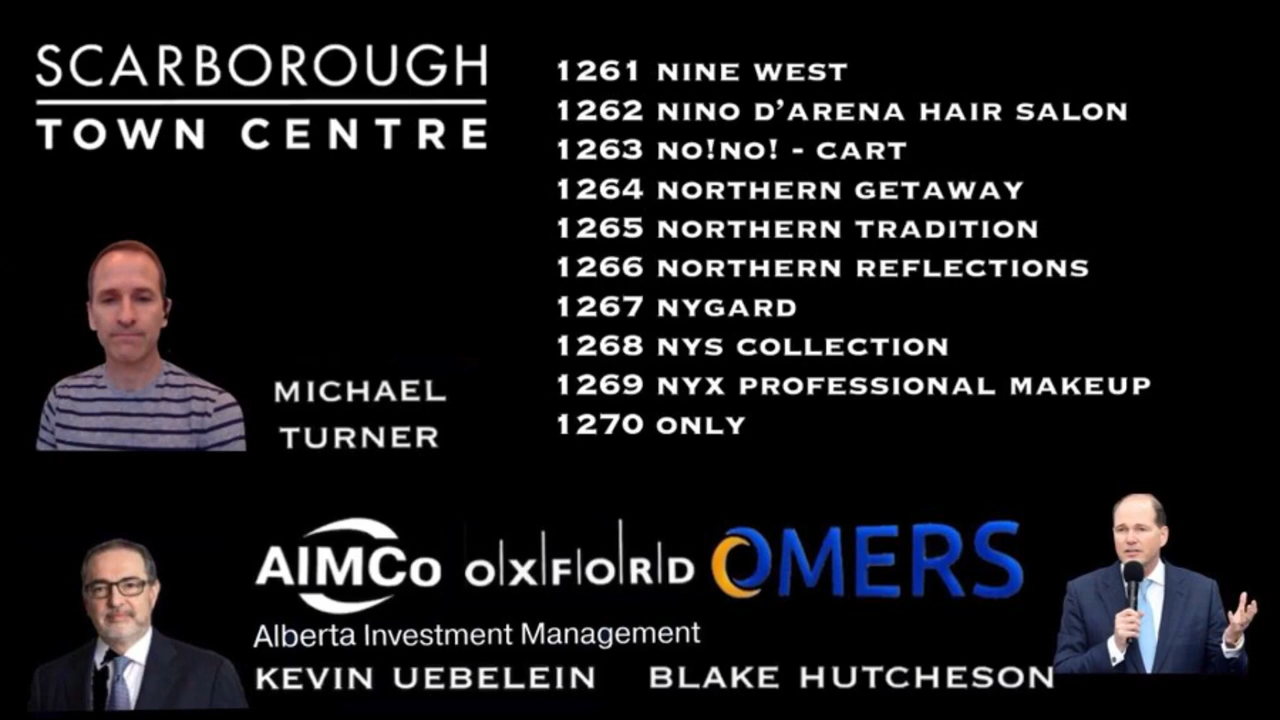 SCARBOROUGH
TOWN CENTRE
1261 NINE WEST
1262 NINO D'ARENA HAIR SALON
1263 NO!NO! - CART
1264 NORTHERN GETAWAY
1265 NORTHERN TRADITION
1266 NORTHERN REFLECTIONS
1267 NYGARD
1268 NYS COLLECTION
1269 NYX PROFESSIONAL MAKEUP
1270 ONLY
MICHAEL
TURNER
AIMCo OXFORD OMERS
Alberta Investment Management
KEVIN UEBELEIN BLAKE HUTCHESON